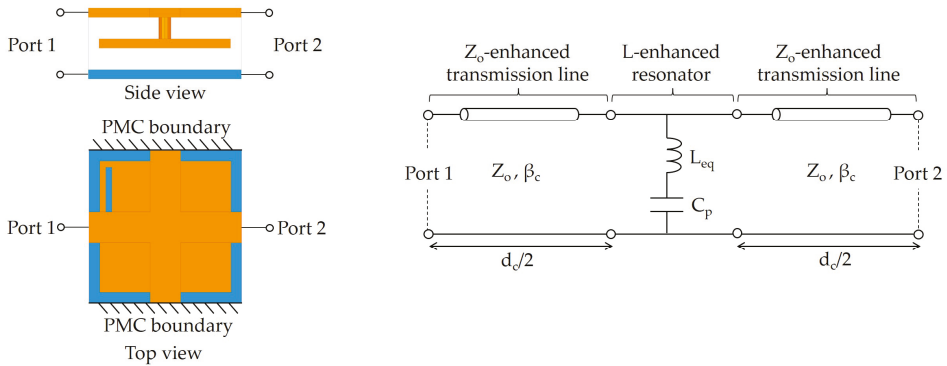 Port 1
Port 2
Side view
PMC boundary
Port 1
Port 2
PMC boundary
Top view
Zo-enhanced
transmission line
L-enhanced
resonator
Zo-enhanced
transmission line
Port 1
Zo , βc
Leq
Cp
Zo , βc
Port 2
dc/2
dc/2